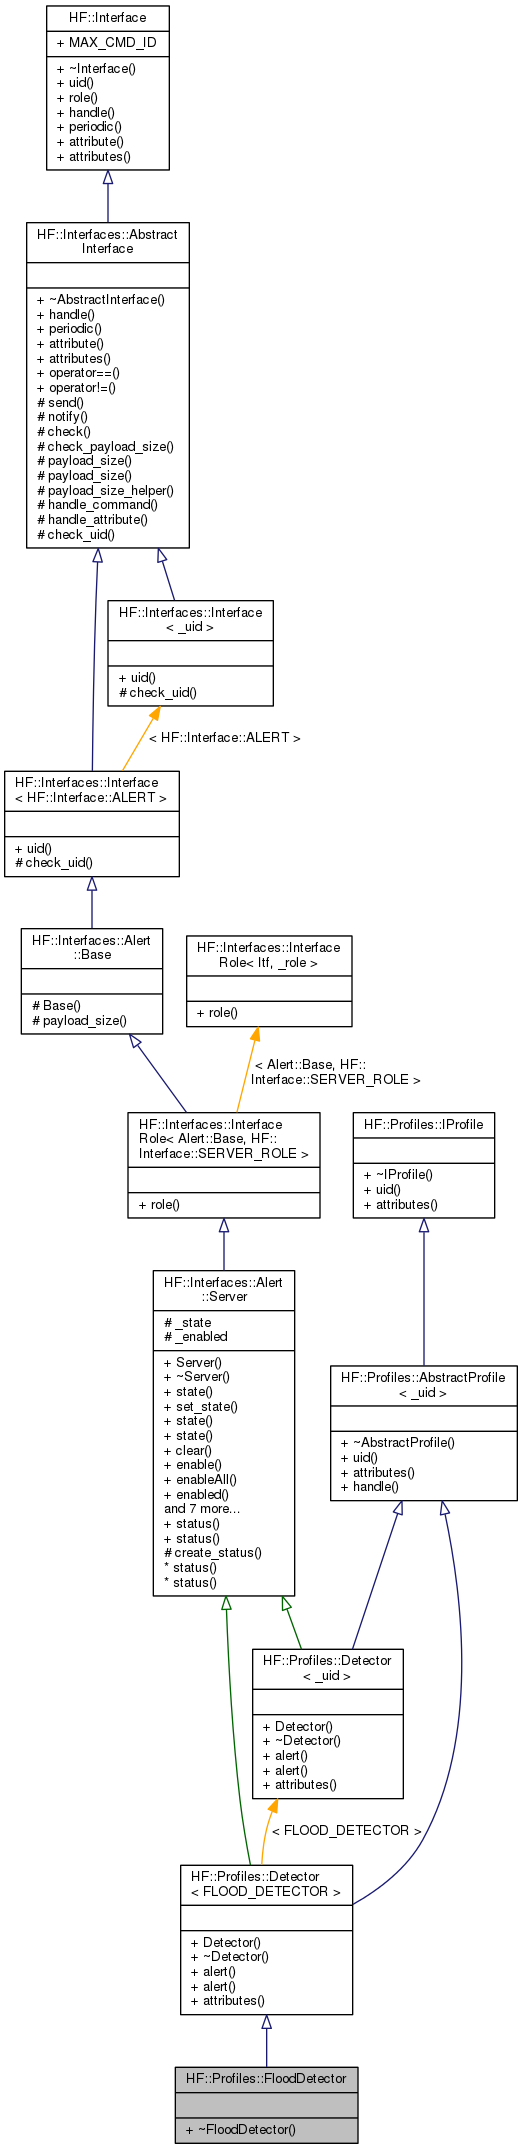 HF::Interface
+ MAX_CMD_ID
+ ~Interface()
+ uid()
+ role()
+ handle()
+ periodic()
+ attribute()
+ attributes()
HF::Interfaces::Abstract
Interface
+ ~AbstractInterface()
+ handle()
+ periodic()
+ attribute()
+ attributes()
+ operator==()
+ operator!=()
# send()
# notify()
# check()
# check_payload_size()
# payload_size()
# payload_size()
# payload_size_helper()
# handle_command()
# handle_attribute()
# check_uid()
HF::Interfaces::Interface
< _uid >
+ uid()
# check_uid()
< HF::Interface::ALERT >
HF::Interfaces::Interface
< HF::Interface::ALERT >
+ uid()
# check_uid()
HF::Interfaces::Alert
::Base
# Base()
# payload_size()
HF::Interfaces::Interface
Role< Itf, _role >
+ role()
< Alert::Base, HF::
Interface::SERVER_ROLE >
HF::Interfaces::Interface
Role< Alert::Base, HF::
Interface::SERVER_ROLE >
+ role()
HF::Profiles::IProfile
+ ~IProfile()
+ uid()
+ attributes()
HF::Interfaces::Alert
::Server
# _state
# _enabled
+ Server()
+ ~Server()
+ state()
+ set_state()
+ state()
+ state()
+ clear()
+ enable()
+ enableAll()
+ enabled()
and 7 more...
+ status()
+ status()
# create_status()
* status()
* status()
HF::Profiles::AbstractProfile
< _uid >
+ ~AbstractProfile()
+ uid()
+ attributes()
+ handle()
HF::Profiles::Detector
< _uid >
+ Detector()
+ ~Detector()
+ alert()
+ alert()
+ attributes()
< FLOOD_DETECTOR >
HF::Profiles::Detector
< FLOOD_DETECTOR >
+ Detector()
+ ~Detector()
+ alert()
+ alert()
+ attributes()
HF::Profiles::FloodDetector
+ ~FloodDetector()